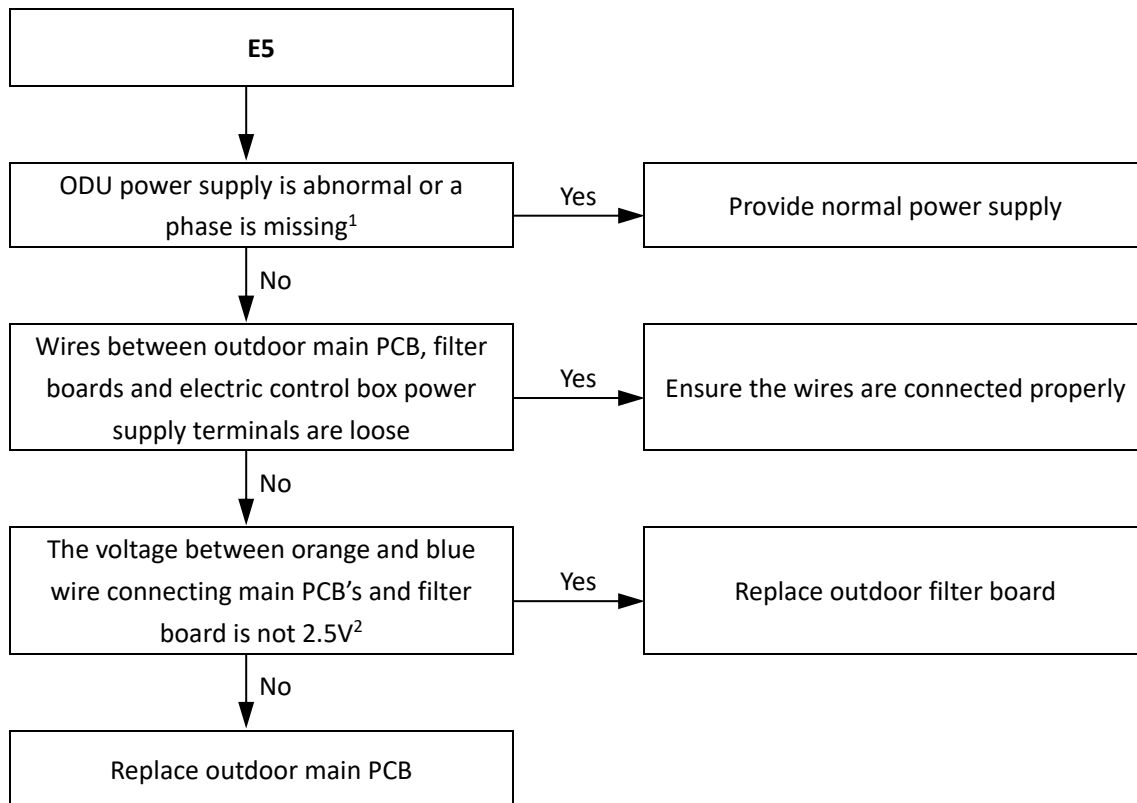 E5
ODU power supply is abnormal or a
phase is missing¹
Yes
Provide normal power supply
No
Wires between outdoor main PCB, filter
boards and electric control box power
supply terminals are loose
Yes
Ensure the wires are connected properly
No
The voltage between orange and blue
wire connecting main PCB’s and filter
board is not 2.5V²
Yes
Replace outdoor filter board
No
Replace outdoor main PCB